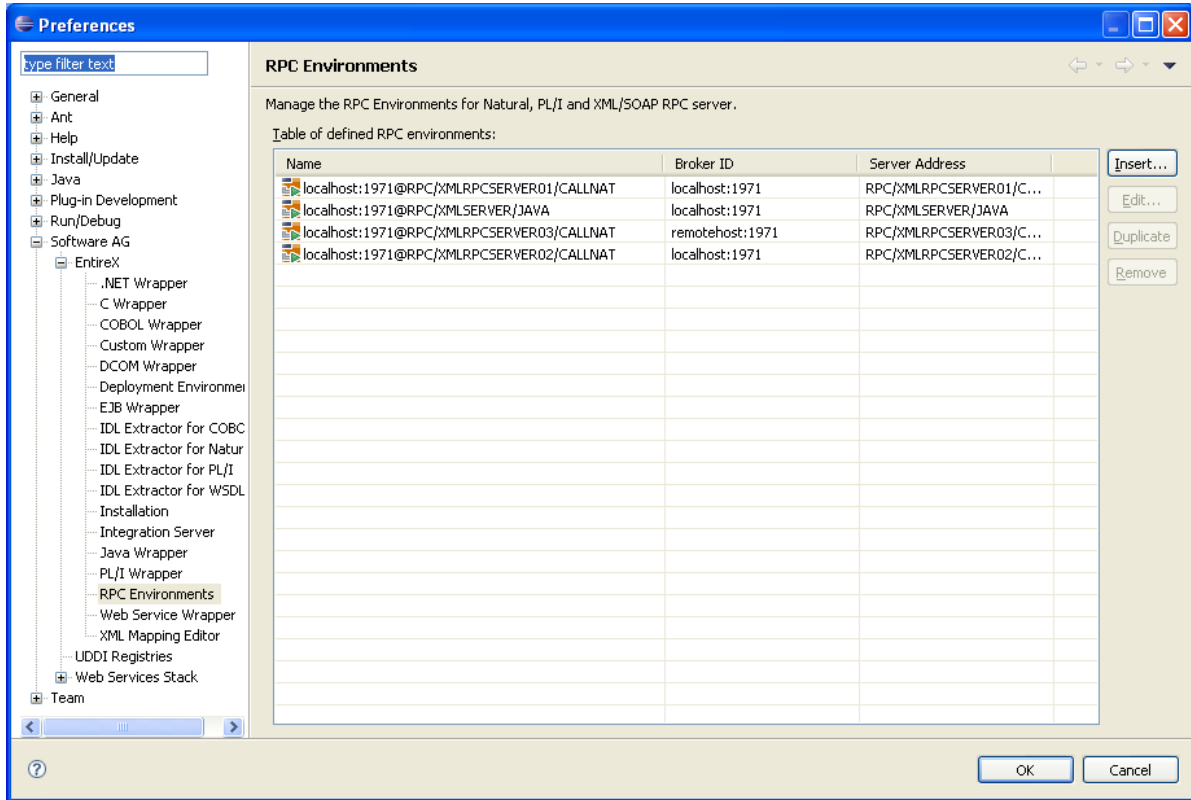 Preferences
type filter text
General
Ant
Help
Install/Update
Java
Plug-in Development
Run/Debug
Software AG
EntireX
.NET Wrapper
C Wrapper
COBOL Wrapper
Custom Wrapper
DCOM Wrapper
Deployment Environmen
EJB Wrapper
IDL Extractor for COBO
IDL Extractor for Natur
IDL Extractor for PL/I
IDL Extractor for WSDL
Installation
Integration Server
Java Wrapper
PL/I Wrapper
RPC Environments
Web Service Wrapper
XML Mapping Editor
UDDI Registries
Web Services Stack
Team
RPC Environments
Manage the RPC Environments for Natural, PL/I and XML/SOAP RPC server.
Table of defined RPC environments:
Name Broker ID Server Address
localhost:1971@RPC/XMLRPCSERVER01/CALLNAT localhost:1971 RPC/XMLRPCSERVER01/C...
localhost:1971@RPC/XMLSERVER/JAVA localhost:1971 RPC/XMLSERVER/JAVA
localhost:1971@RPC/XMLRPCSERVER03/CALLNAT remotehost:1971 RPC/XMLRPCSERVER03/C...
localhost:1971@RPC/XMLRPCSERVER02/CALLNAT localhost:1971 RPC/XMLRPCSERVER02/C...
Insert...
Edit...
Duplicate
Remove
?
OK Cancel